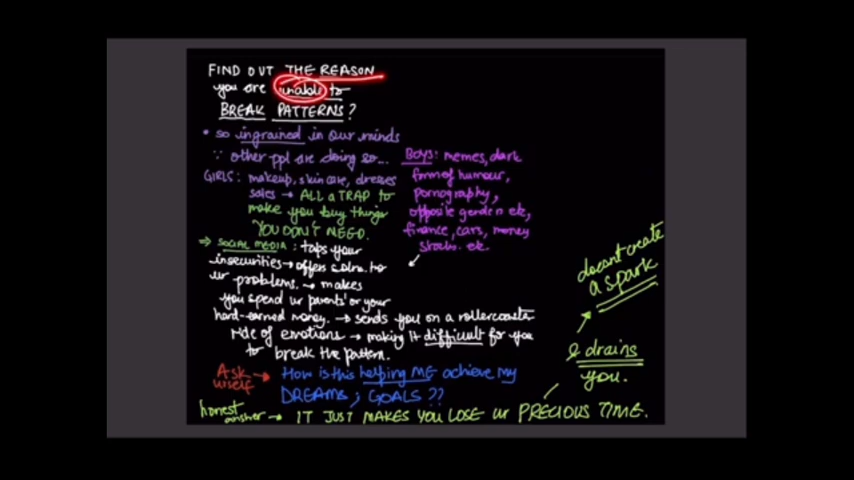 FIND OUT THE REASON
you are unable to
BREAK PATTERNS?
• so ingrained in our minds
∵ other ppl are doing so...
GIRLS: makeup, skin care, dresses
sales → ALL a TRAP to
make you buy things
YOU DON'T NEED.
BOYS: memes, dark
form of humour,
pornography,
opposite gender etc,
finance, cars, money
stocks. etc.
⇒ SOCIAL MEDIA: taps your
insecurities → offers soln. to
ur problems. → makes
you spend ur parents' or your
hard-earned money. → sends you on a rollercoaster
ride of emotions → making it difficult for you
to break the pattern.
Ask urself → How is this helping ME achieve my
DREAMS; GOALS??
honest answer → IT JUST MAKES YOU LOSE ur PRECIOUS TIME.
& drains
you.
doesnt create
a spark